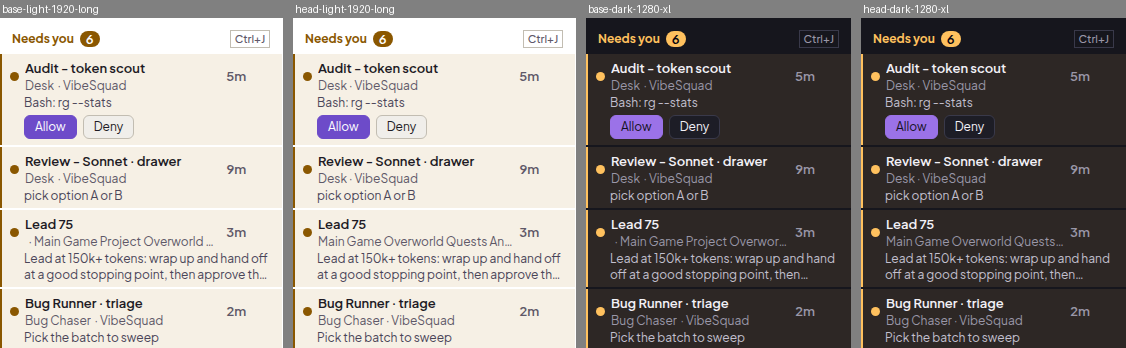 base-light-1920-long
Needs you 6 Ctrl+J
Audit – token scout 5m
Desk · VibeSquad
Bash: rg --stats
Allow Deny
Review – Sonnet · drawer 9m
Desk · VibeSquad
pick option A or B
Lead 75 3m
· Main Game Project Overworld ...
Lead at 150k+ tokens: wrap up and hand off
at a good stopping point, then approve th...
Bug Runner · triage 2m
Bug Chaser · VibeSquad
Pick the batch to sweep
head-light-1920-long
Needs you 6 Ctrl+J
Audit – token scout 5m
Desk · VibeSquad
Bash: rg --stats
Allow Deny
Review – Sonnet · drawer 9m
Desk · VibeSquad
pick option A or B
Lead 75 3m
Main Game Overworld Quests An...
Lead at 150k+ tokens: wrap up and hand off
at a good stopping point, then approve th...
Bug Runner · triage 2m
Bug Chaser · VibeSquad
Pick the batch to sweep
base-dark-1280-xl
Needs you 6 Ctrl+J
Audit – token scout 5m
Desk · VibeSquad
Bash: rg --stats
Allow Deny
Review – Sonnet · drawer 9m
Desk · VibeSquad
pick option A or B
Lead 75 3m
· Main Game Project Overwor...
Lead at 150k+ tokens: wrap up and hand
off at a good stopping point, then...
Bug Runner · triage 2m
Bug Chaser · VibeSquad
Pick the batch to sweep
head-dark-1280-xl
Needs you 6 Ctrl+J
Audit – token scout 5m
Desk · VibeSquad
Bash: rg --stats
Allow Deny
Review – Sonnet · drawer 9m
Desk · VibeSquad
pick option A or B
Lead 75 3m
Main Game Overworld Quests...
Lead at 150k+ tokens: wrap up and hand
off at a good stopping point, then...
Bug Runner · triage 2m
Bug Chaser · VibeSquad
Pick the batch to sweep